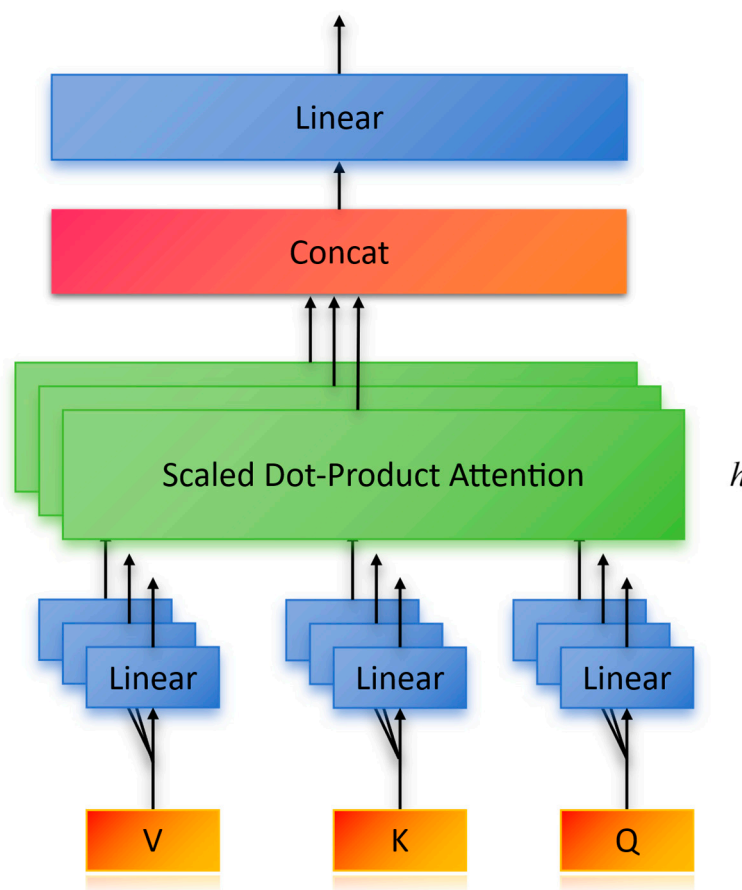 Linear
Concat
Scaled Dot-Product Attention
h
Linear Linear Linear
V K Q